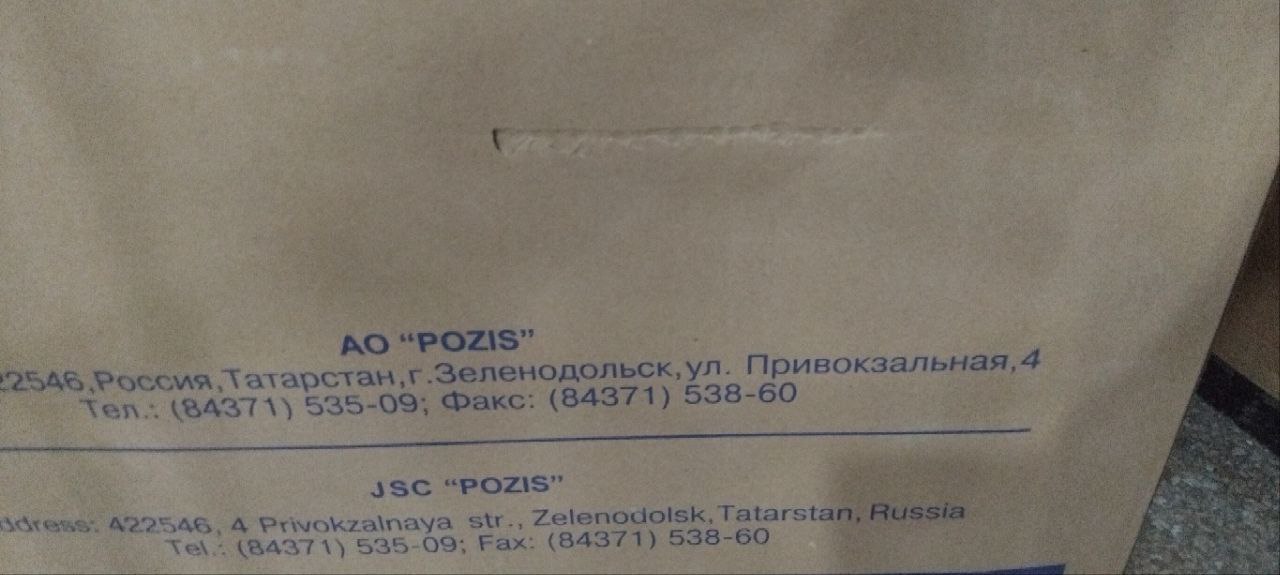 АО “POZIS”
22546,Россия,Татарстан,г.Зеленодольск,ул. Привокзальная,4
Тел.: (84371) 535-09; Факс: (84371) 538-60
JSC “POZIS”
ddress: 422546, 4 Privokzalnaya str., Zelenodolsk,Tatarstan, Russia
Tel.: (84371) 535-09; Fax: (84371) 538-60